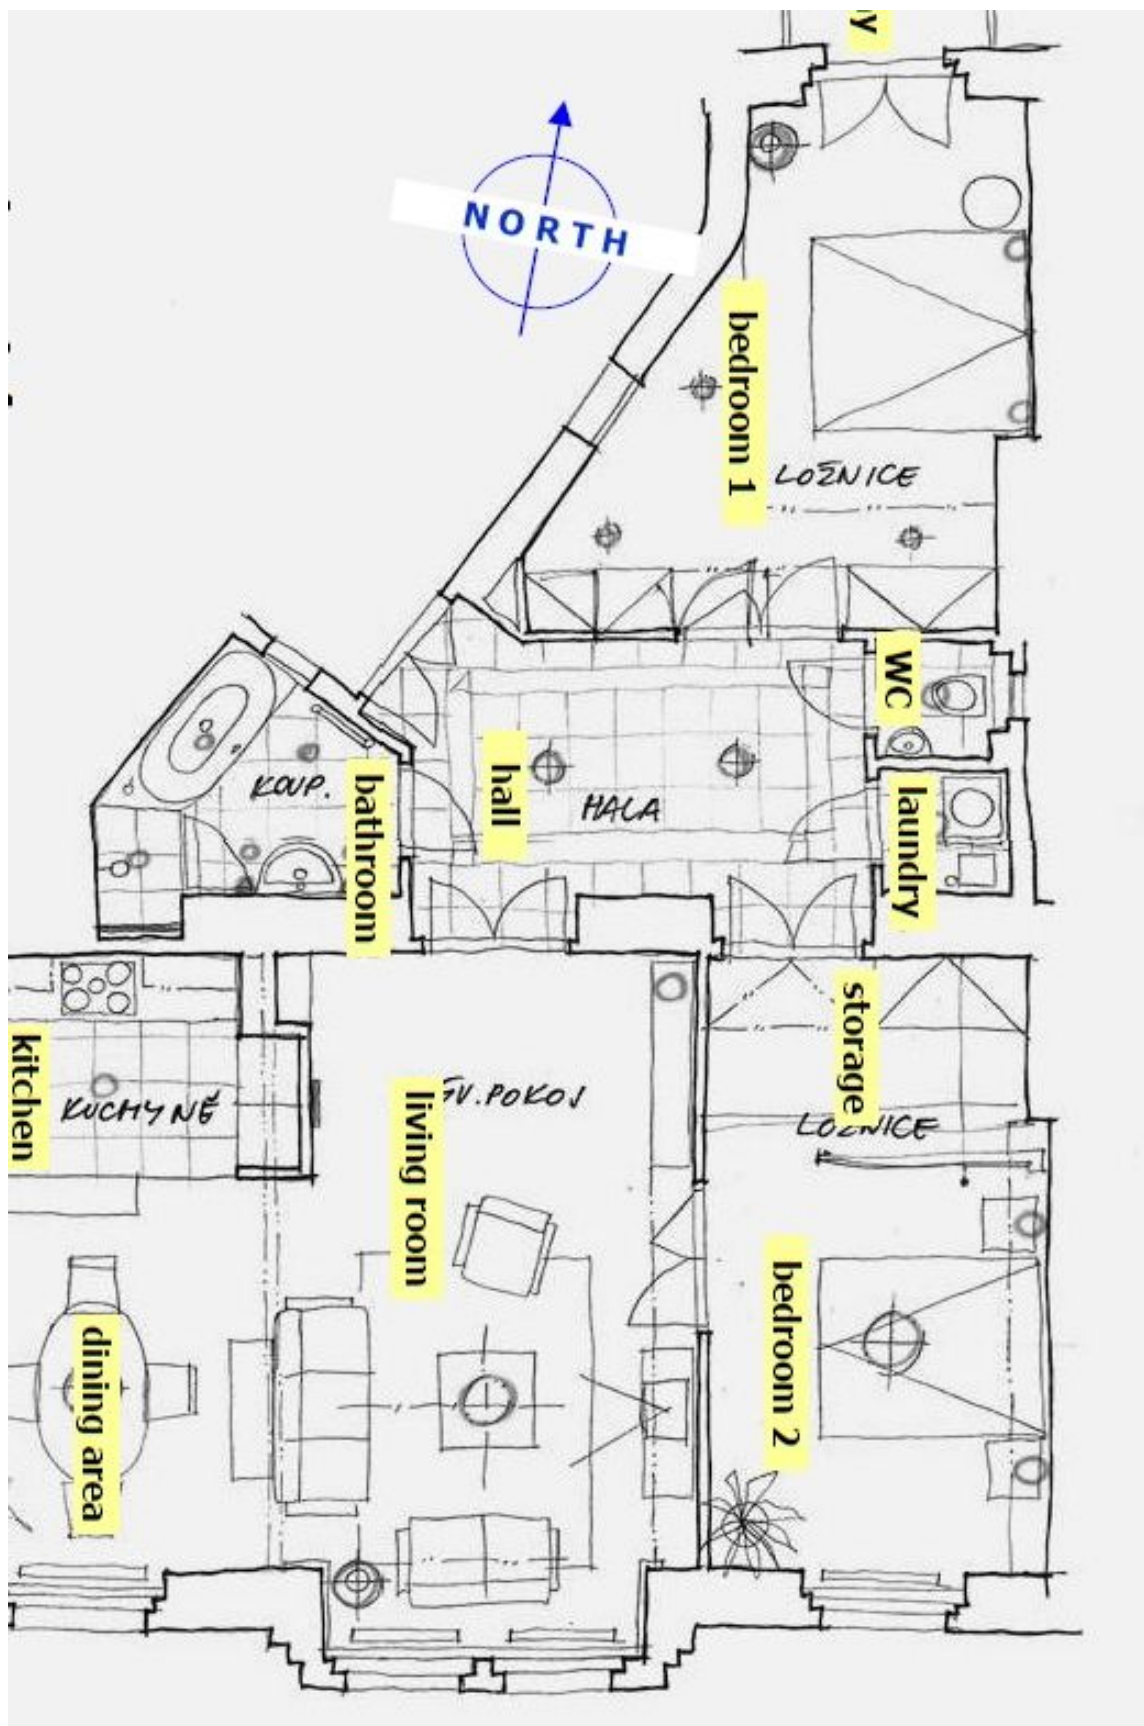 y
NORTH
bedroom 1
LOŽNICE
WC
hall
HALA
KOUP.
bathroom
laundry
storage
kitchen
KUCHYNĚ
ÝV.POKOJ
living room
LOŽNICE
bedroom 2
dining area